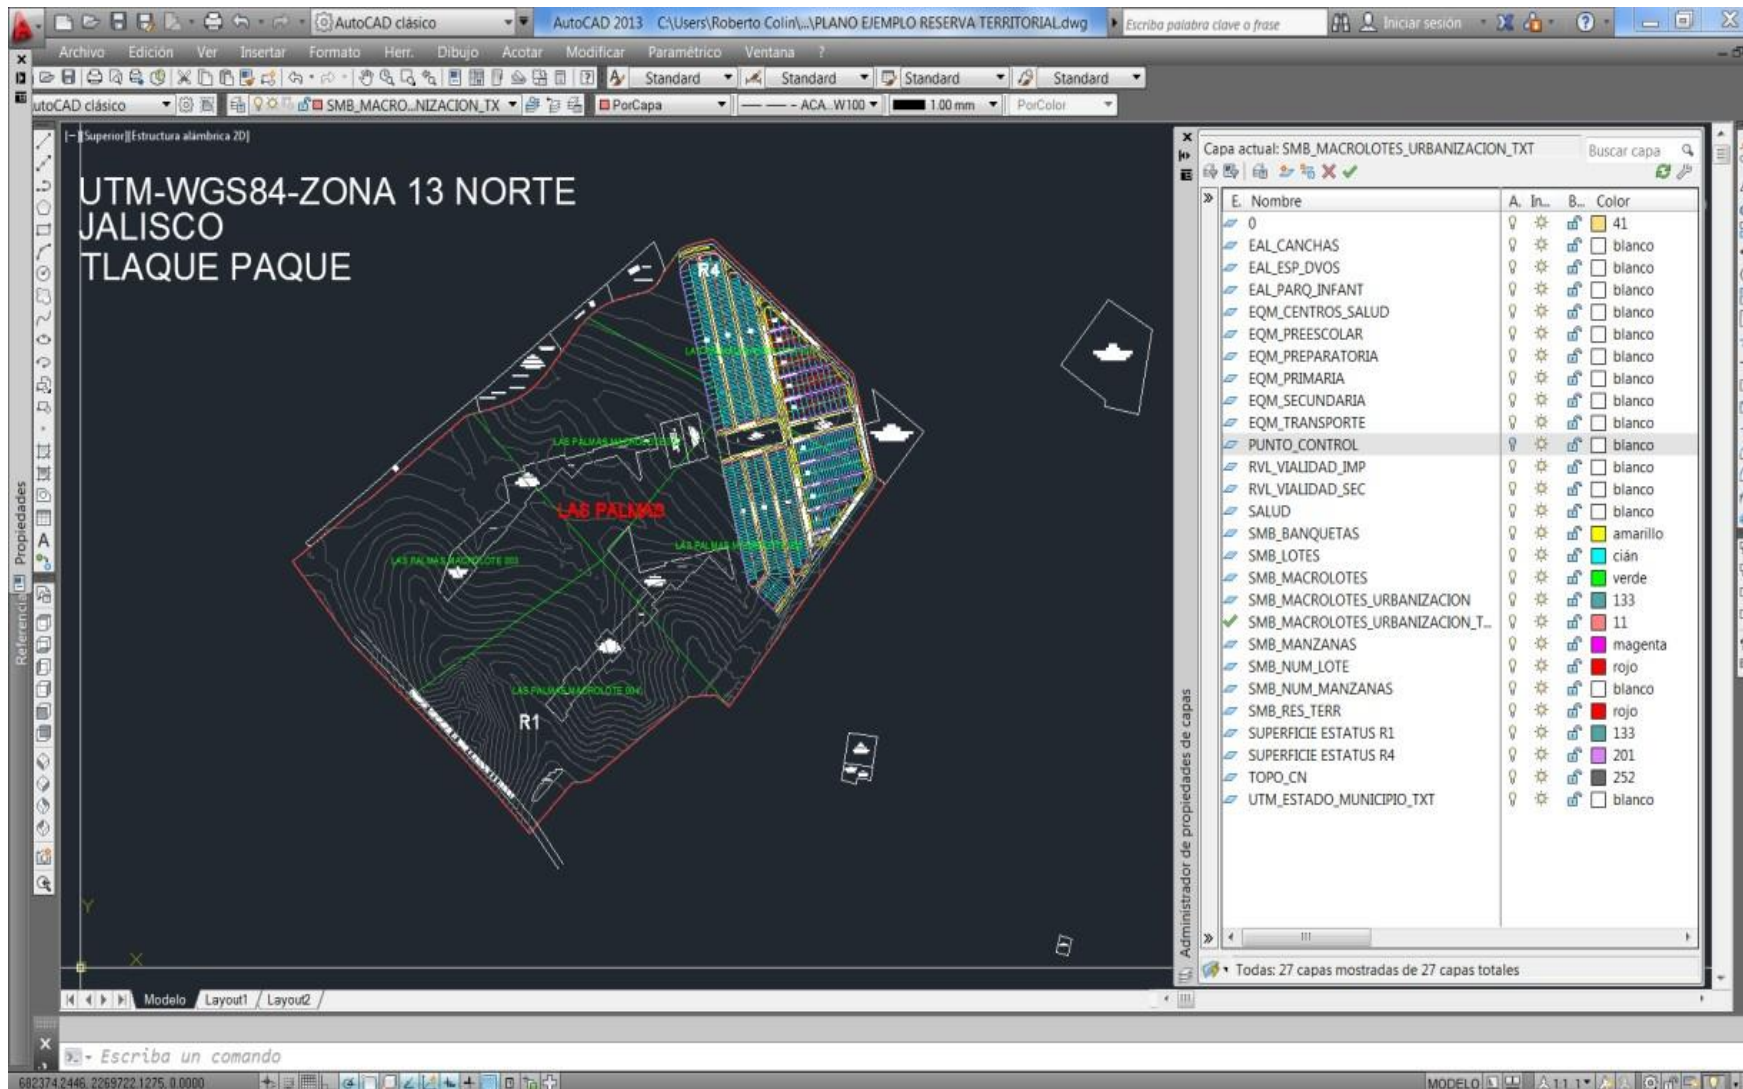 AutoCAD clásico
AutoCAD 2013 C:\Users\Roberto Colin\...\PLANO EJEMPLO RESERVA TERRITORIAL.dwg
Escriba palabra clave o frase
Iniciar sesión
Archivo Edición Ver Insertar Formato Herr. Dibujo Acotar Modificar Paramétrico Ventana ?
Standard Standard Standard Standard
utoCAD clásico SMB_MACRO...NIZACION_TX PorCapa ACA...W100 1.00 mm PorColor
[−][Superior][Estructura alámbrica 2D]
UTM-WGS84-ZONA 13 NORTE
JALISCO
TLAQUE PAQUE
R4
LAS PALMAS
LAS PALMAS MACROLOTE 003
LAS PALMAS MACROLOTE 004
R1
Y
X
Propiedades
Referencia
Administrador de propiedades de capas
Capa actual: SMB_MACROLOTES_URBANIZACION_TXT
Buscar capa
E. Nombre A. In... B... Color
0 41
EAL_CANCHAS blanco
EAL_ESP_DVOS blanco
EAL_PARQ_INFANT blanco
EQM_CENTROS_SALUD blanco
EQM_PREESCOLAR blanco
EQM_PREPARATORIA blanco
EQM_PRIMARIA blanco
EQM_SECUNDARIA blanco
EQM_TRANSPORTE blanco
PUNTO_CONTROL blanco
RVL_VIALIDAD_IMP blanco
RVL_VIALIDAD_SEC blanco
SALUD blanco
SMB_BANQUETAS amarillo
SMB_LOTES cián
SMB_MACROLOTES verde
SMB_MACROLOTES_URBANIZACION 133
SMB_MACROLOTES_URBANIZACION_T... 11
SMB_MANZANAS magenta
SMB_NUM_LOTE rojo
SMB_NUM_MANZANAS blanco
SMB_RES_TERR rojo
SUPERFICIE ESTATUS R1 133
SUPERFICIE ESTATUS R4 201
TOPO_CN 252
UTM_ESTADO_MUNICIPIO_TXT blanco
Todas: 27 capas mostradas de 27 capas totales
Modelo Layout1 Layout2
Escriba un comando
682374.2446, 2269722.1275, 0.0000
MODELO